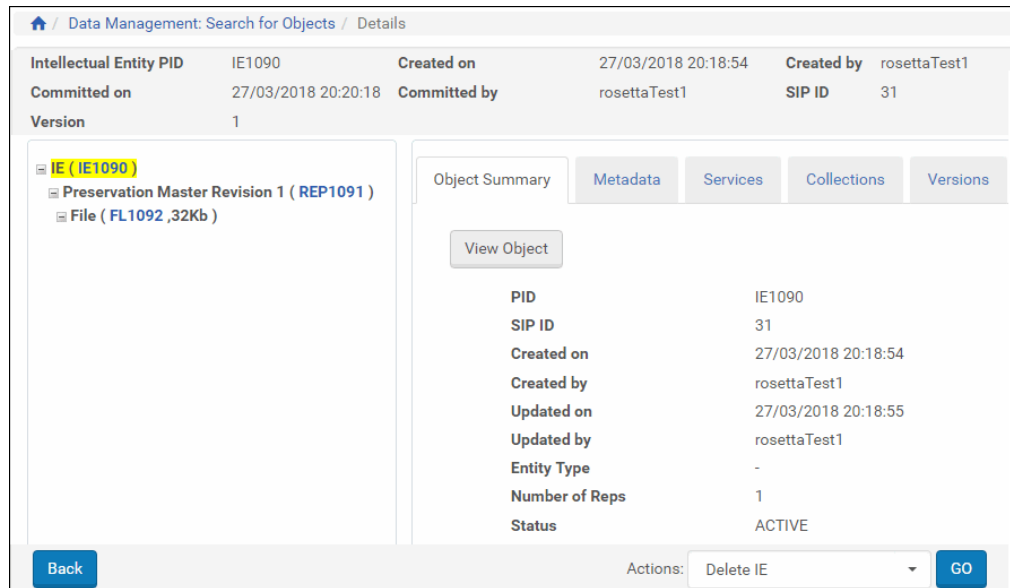 / Data Management: Search for Objects / Details
Intellectual Entity PID IE1090 Created on 27/03/2018 20:18:54 Created by rosettaTest1
Committed on 27/03/2018 20:20:18 Committed by rosettaTest1 SIP ID 31
Version 1
IE ( IE1090 )
Preservation Master Revision 1 ( REP1091 )
File ( FL1092 ,32Kb )
Object Summary Metadata Services Collections Versions
View Object
PID IE1090
SIP ID 31
Created on 27/03/2018 20:18:54
Created by rosettaTest1
Updated on 27/03/2018 20:18:55
Updated by rosettaTest1
Entity Type -
Number of Reps 1
Status ACTIVE
Back Actions: Delete IE GO